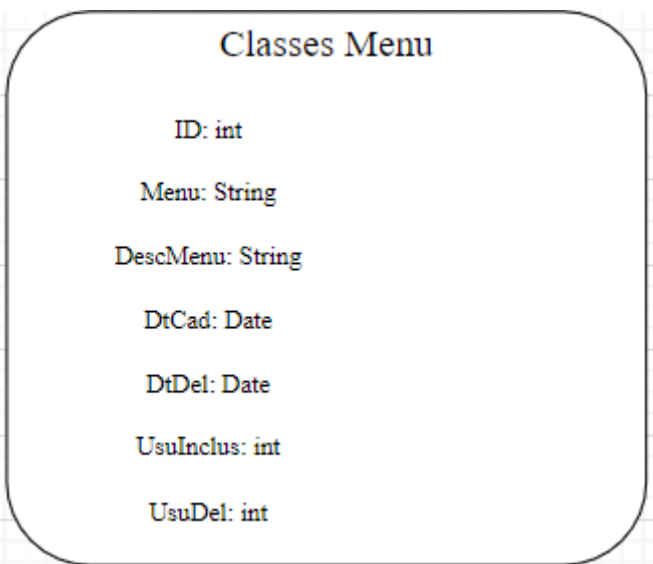 Classes Menu
ID: int
Menu: String
DescMenu: String
DtCad: Date
DtDel: Date
UsuInclus: int
UsuDel: int